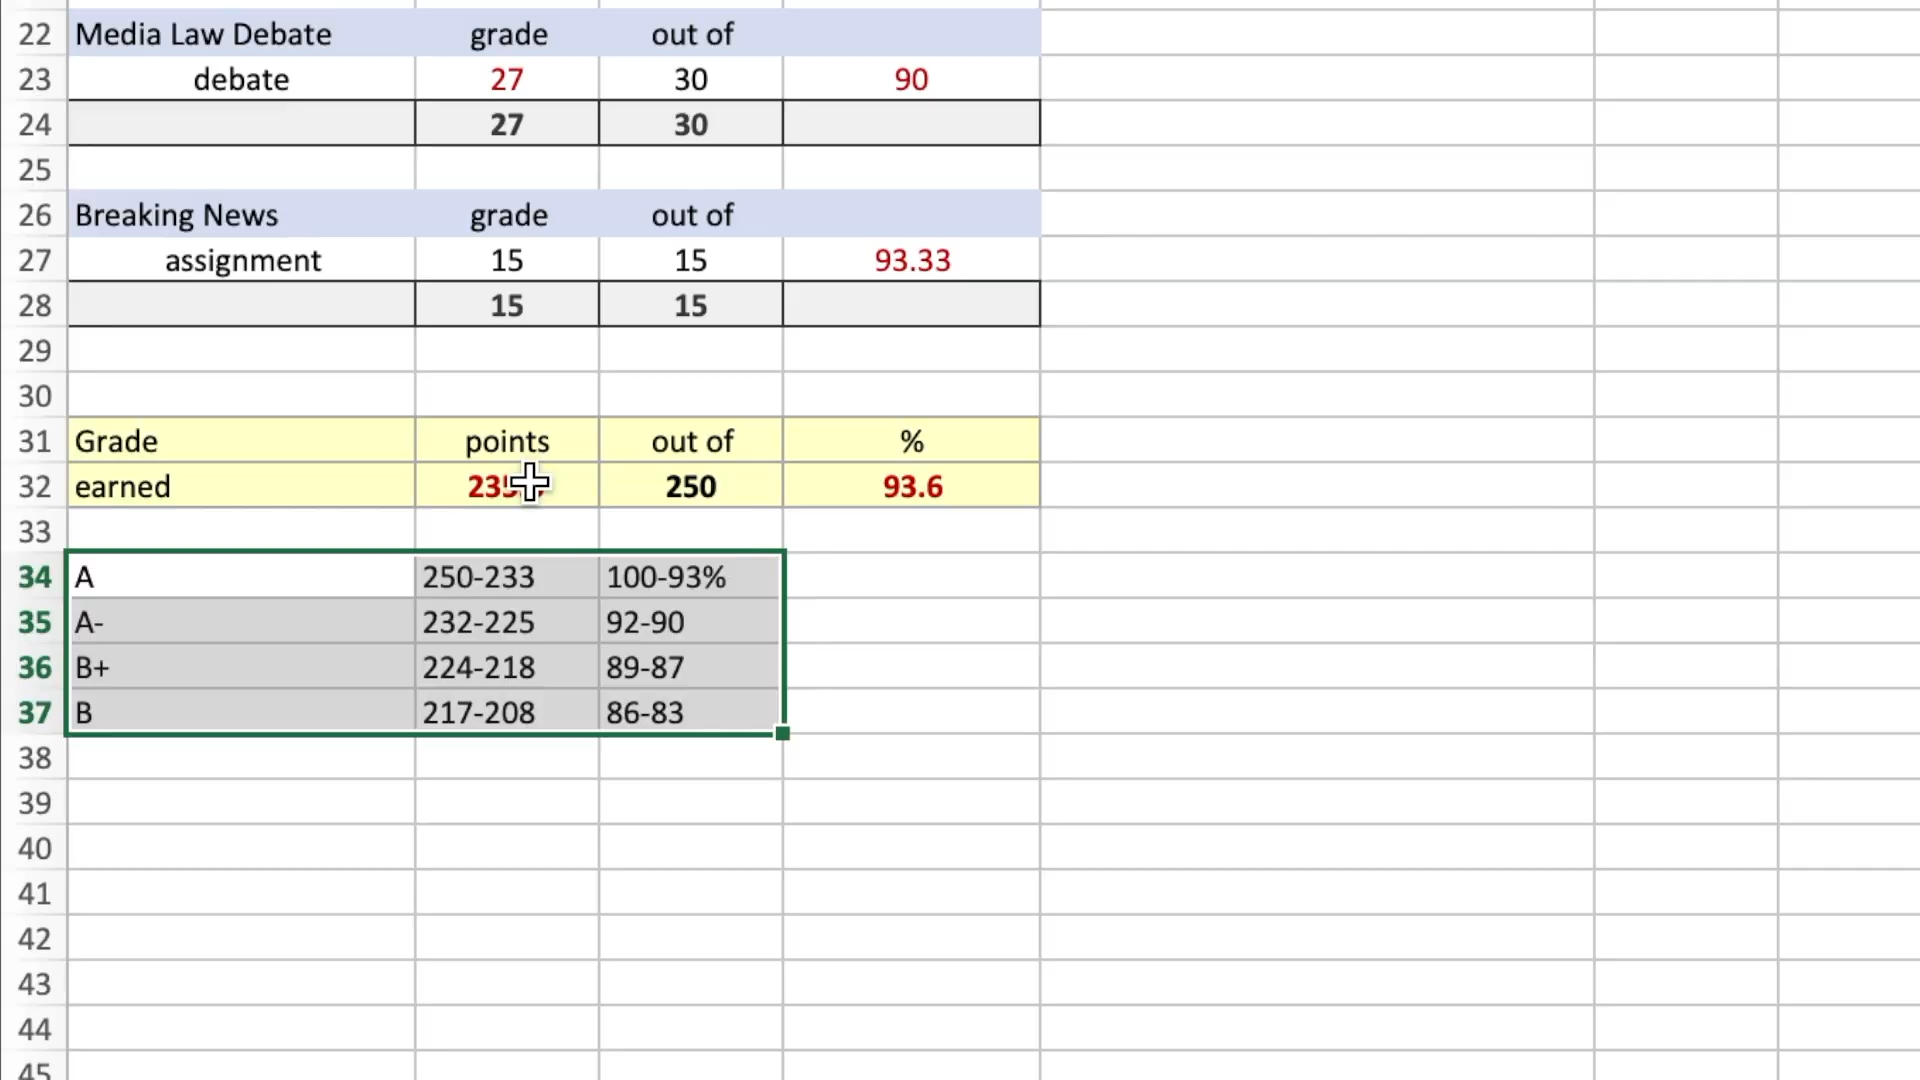 22 Media Law Debate grade out of
23 debate 27 30 90
24 27 30
25
26 Breaking News grade out of
27 assignment 15 15 93.33
28 15 15
29
30
31 Grade points out of %
32 earned 250 93.6
33
34 A 250-233 100-93%
35 A- 232-225 92-90
36 B+ 224-218 89-87
37 B 217-208 86-83
38
39
40
41
42
43
44
45